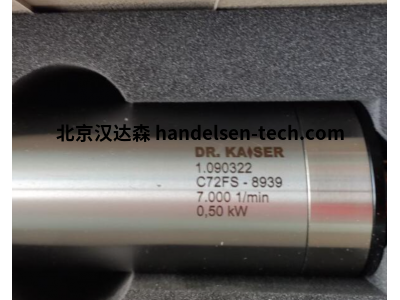 北京汉达森 handelsen-tech.com
DR. KAISER
1.090322
C72FS - 8939
7.000 1/min
0,50 kW